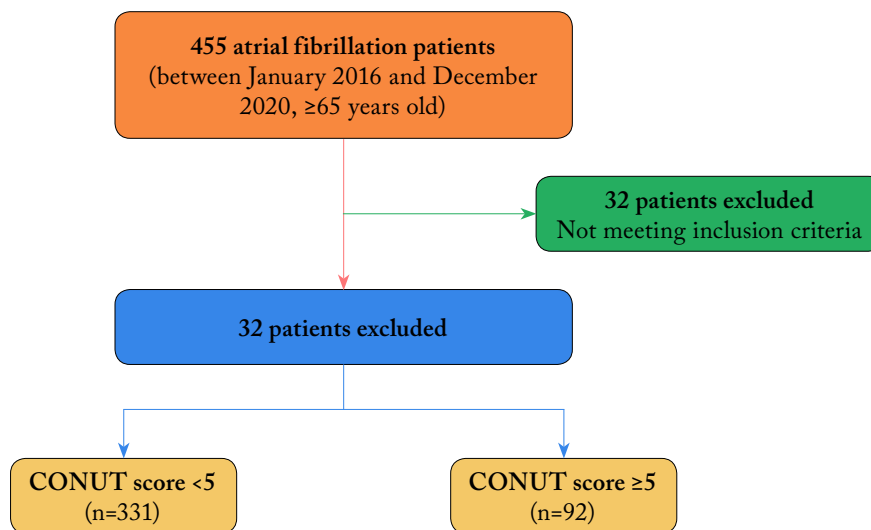 455 atrial fibrillation patients
(between January 2016 and December
2020, ≥65 years old)
32 patients excluded
Not meeting inclusion criteria
32 patients excluded
CONUT score <5
(n=331)
CONUT score ≥5
(n=92)